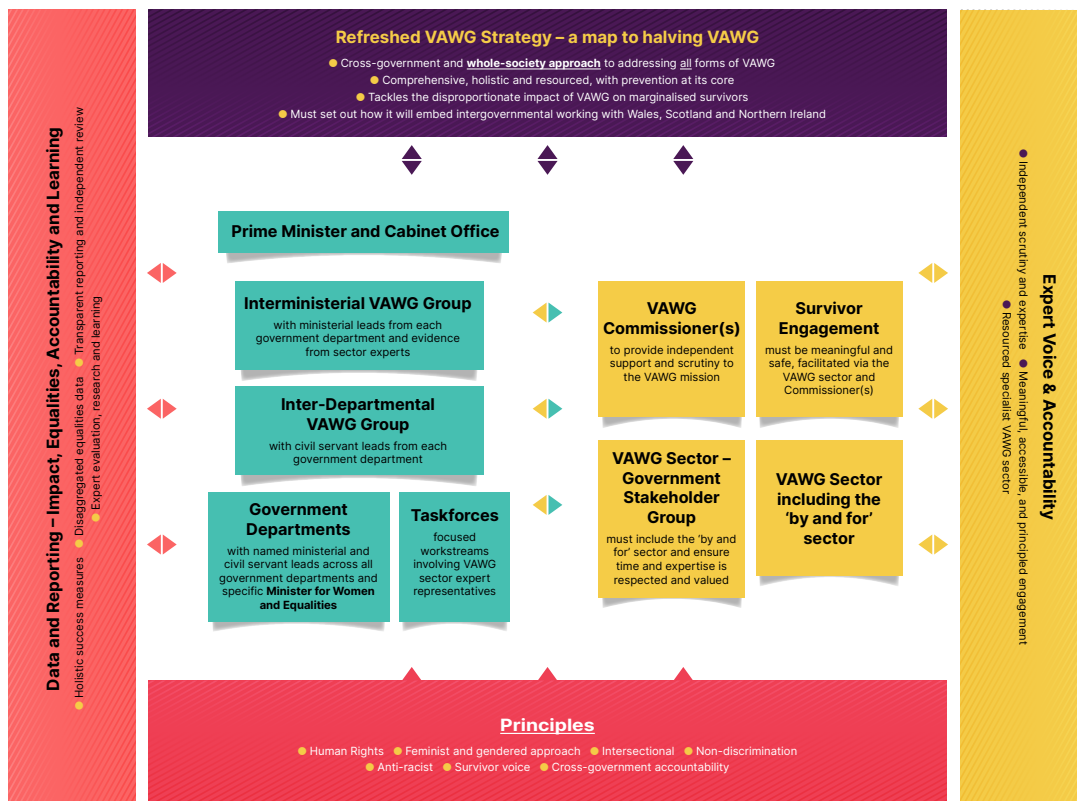 Refreshed VAWG Strategy – a map to halving VAWG
● Cross-government and whole-society approach to addressing all forms of VAWG
● Comprehensive, holistic and resourced, with prevention at its core
● Tackles the disproportionate impact of VAWG on marginalised survivors
● Must set out how it will embed intergovernmental working with Wales, Scotland and Northern Ireland
Data and Reporting – Impact, Equalities, Accountability and Learning
● Holistic success measures ● Disaggregated equalities data ● Transparent reporting and independent review
● Expert evaluation, research and learning
Prime Minister and Cabinet Office
Interministerial VAWG Group
with ministerial leads from each
government department and evidence
from sector experts
Inter-Departmental
VAWG Group
with civil servant leads from each
government department
Government
Departments
with named ministerial and
civil servant leads across all
government departments and
specific Minister for Women
and Equalities
Taskforces
focused
workstreams
involving VAWG
sector expert
representatives
VAWG
Commissioner(s)
to provide independent
support and scrutiny to
the VAWG mission
Survivor
Engagement
must be meaningful and
safe, facilitated via the
VAWG sector and
Commissioner(s)
VAWG Sector –
Government
Stakeholder
Group
must include the ‘by and
for’ sector and ensure
time and expertise is
respected and valued
VAWG Sector
including the
‘by and for’
sector
Expert Voice & Accountability
● Independent scrutiny and expertise ● Meaningful, accessible, and principled engagement
● Resourced specialist VAWG sector
Principles
● Human Rights ● Feminist and gendered approach ● Intersectional ● Non-discrimination
● Anti-racist ● Survivor voice ● Cross-government accountability